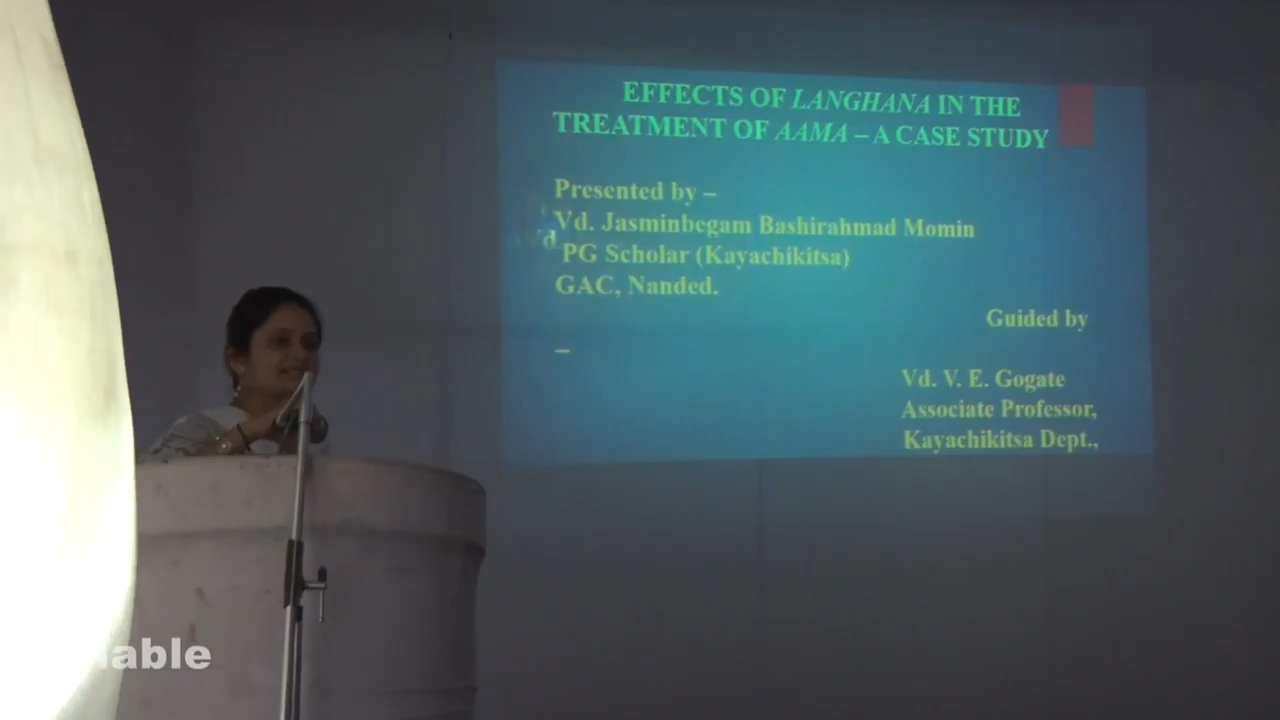 EFFECTS OF LANGHANA IN THE
TREATMENT OF AAMA – A CASE STUDY
Presented by –
Vd. Jasminbegam Bashirahmad Momin
PG Scholar (Kayachikitsa)
GAC, Nanded.
Guided by
–
Vd. V. E. Gogate
Associate Professor,
Kayachikitsa Dept.,